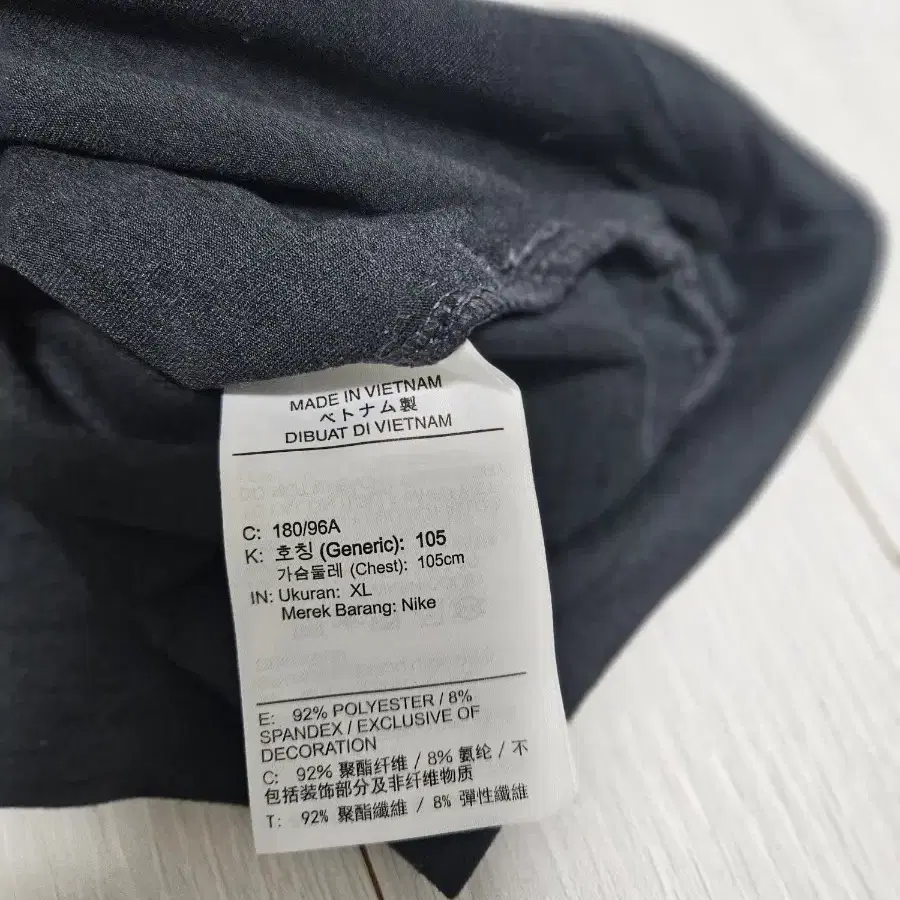 MADE IN VIETNAM
ベトナム製
DIBUAT DI VIETNAM
C: 180/96A
K: 호칭 (Generic): 105
가슴둘레 (Chest): 105cm
IN: Ukuran: XL
Merek Barang: Nike
E: 92% POLYESTER / 8%
SPANDEX / EXCLUSIVE OF
DECORATION
C: 92% 聚酯纤维 / 8% 氨纶 / 不
包括装饰部分及非纤维物质
T: 92% 聚酯纖維 / 8% 彈性纖維